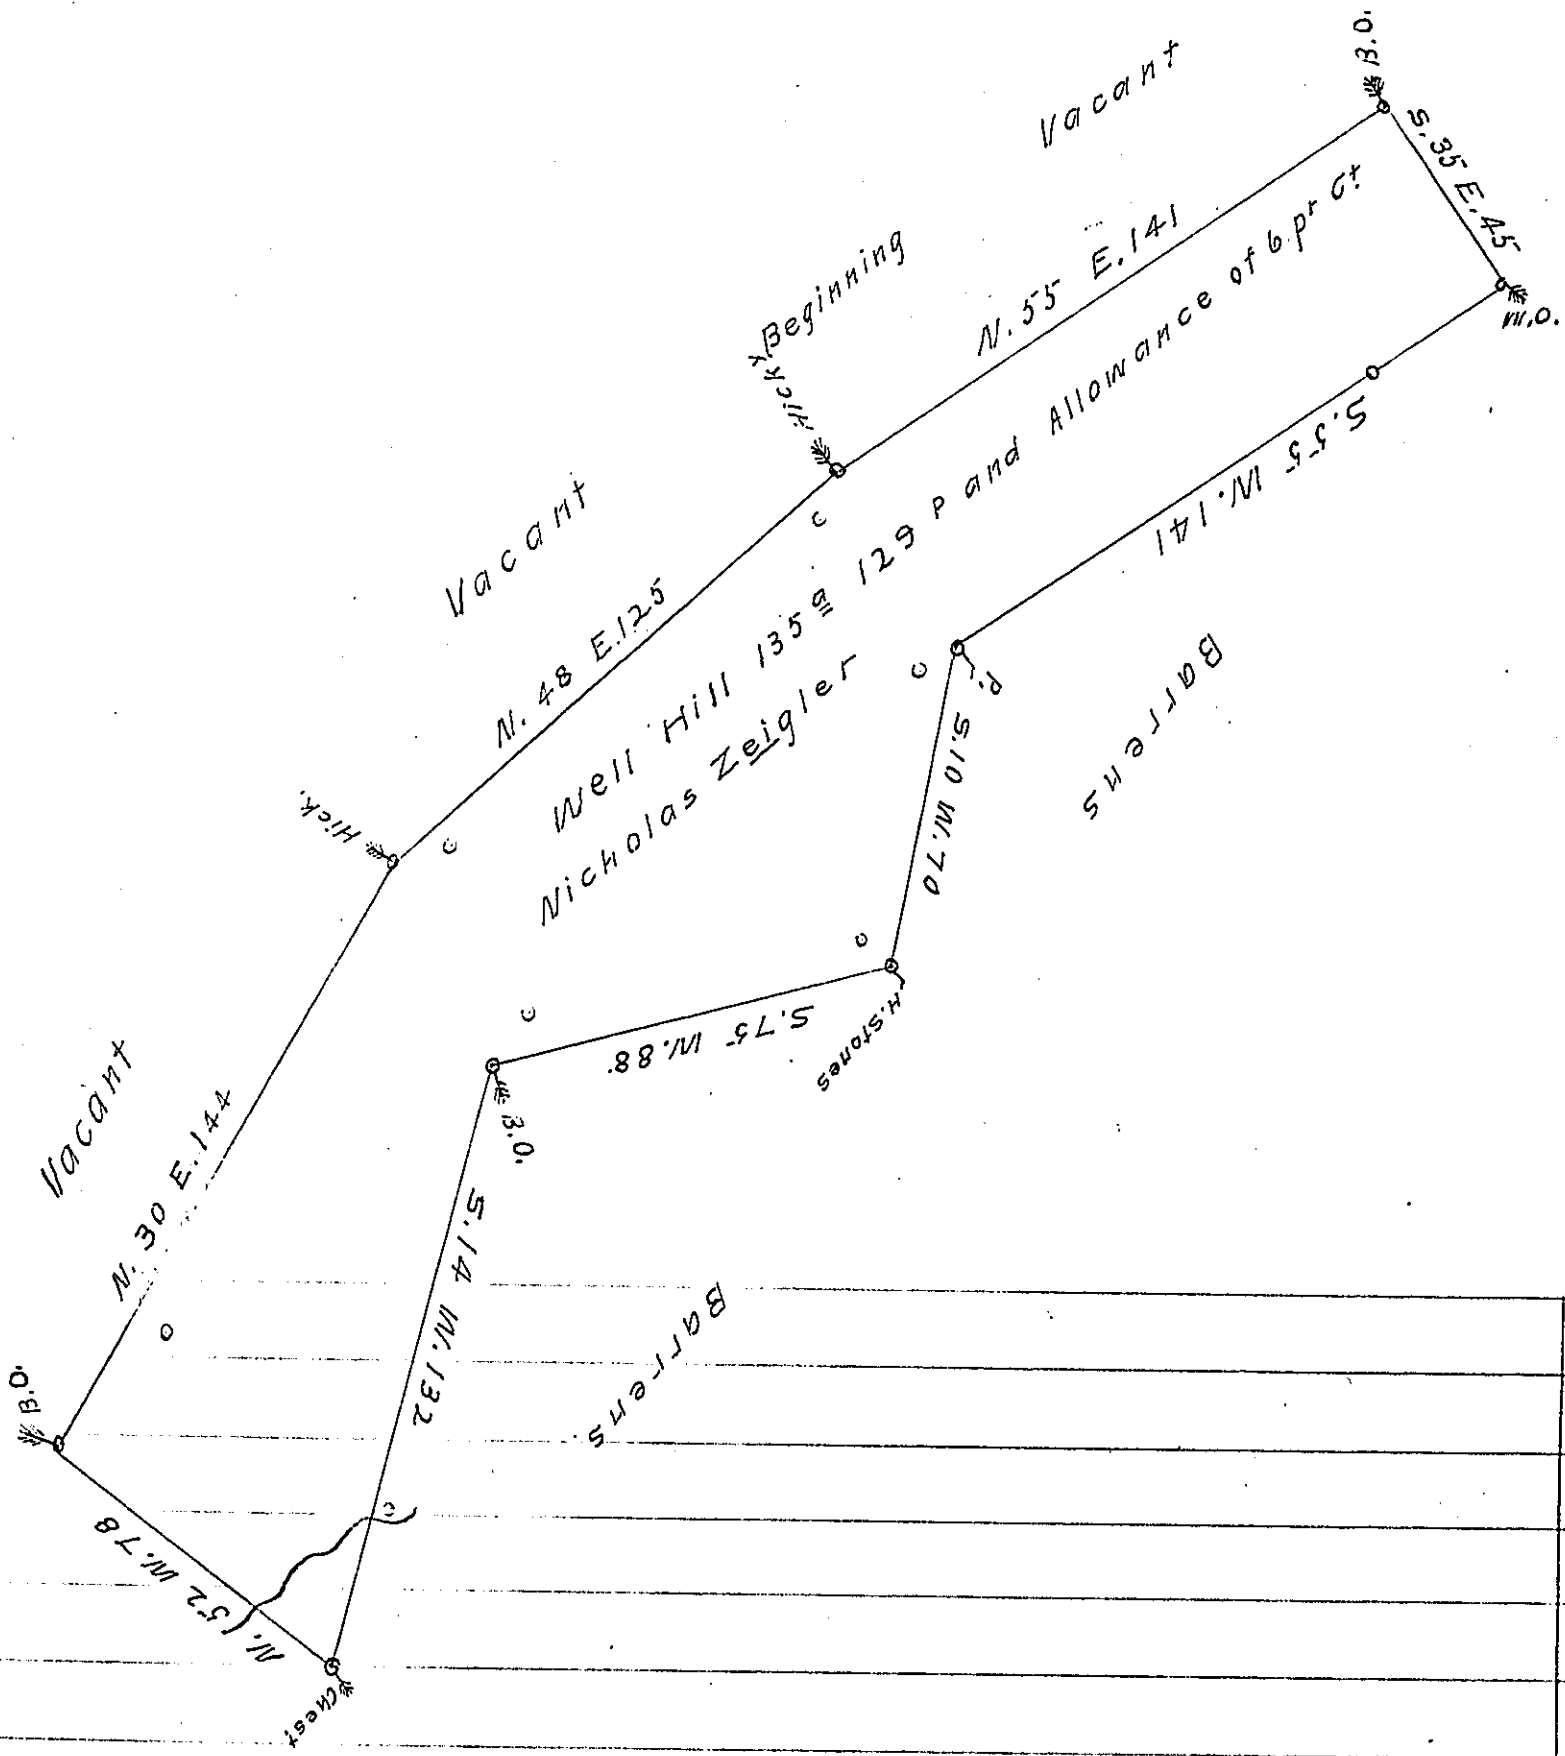 B.O.
Vacant
S. 35 E. 45
Beginning
Hick'y
N. 55 E. 141
W.O.
S. 55 W. 141
Vacant
N. 48 E. 125
Well Hill 135 a 129 P and Allowance of 6 pr Ct.
Nicholas Zeigler
P.
Barrens
S. 10 W. 70
Hick.
H. Stones
S. 75 W. 88.
B.O.
Vacant
N. 30 E. 144
S. 14 W. 132
Barrens
B.O.
N. 52 W. 78
Chest